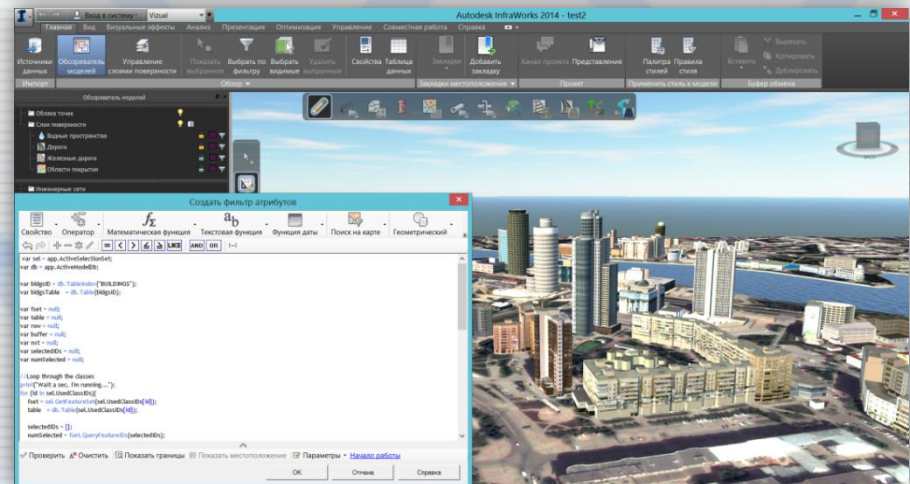 Вход в систему Vizual
Autodesk InfraWorks 2014 - test2
Главная Вид Визуальные эффекты Анализ Презентация Оптимизация Управление Совместная работа Справка
Источники данных
Обозреватель моделей
Управление слоями поверхности
Показать выбранное
Выбрать по фильтру
Выбрать видимые
Удалить выбранные
Свойства
Таблица данных
Закладки
Добавить закладку
Канал проекта
Представления
Палитра стилей
Правила стиля
Вставить
Вырезать
Копировать
Дублировать
Импорт
Обзор
Закладки местоположения
Проект
Применить стиль к модели
Буфер обмена
Обозреватель моделей
Облака точек
Слои поверхности
Водные пространства
Дороги
Железные дороги
Области покрытия
Инженерные сети
Создать фильтр атрибутов
Свойство Оператор Математическая функция Текстовая функция Функция даты Поиск на карте Геометрический
= < > ≤ ≥ LIKE AND OR
var sel = app.ActiveSelectionSet;
var db = app.ActiveModelDb;
var bldgsID = db.TableIndex("BUILDINGS");
var bldgsTable = db.Table(bldgsID);
var fset = null;
var table = null;
var row = null;
var buffer = null;
var nxt = null;
var selectedIDs = null;
var numSelected = null;
//Loop through the classes
print("Wait a sec, I'm running...");
for (id in sel.UsedClassIDs){
fset = sel.GetFeatureSet(sel.UsedClassIDs[id]);
table = db.Table(sel.UsedClassIDs[id]);
selectedIDs = [];
numSelected = fset.QueryFeatureIDs(selectedIDs);
Проверить Очистить Показать границы Показать местоположение Параметры Начало работы
OK Отмена Справка